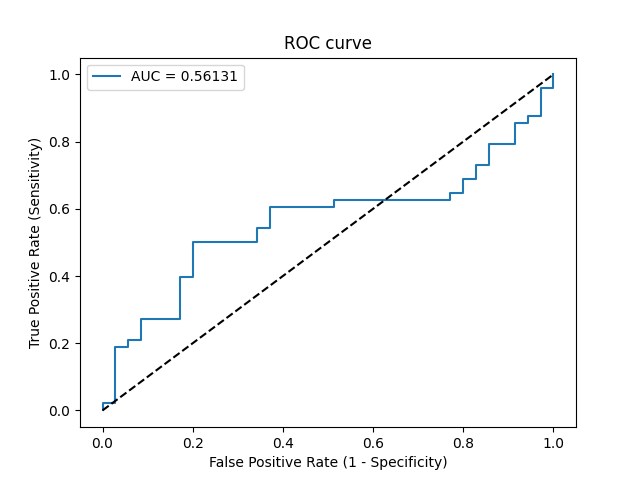 ROC curve
AUC = 0.56131
True Positive Rate (Sensitivity)
1.0
0.8
0.6
0.4
0.2
0.0
0.0 0.2 0.4 0.6 0.8 1.0
False Positive Rate (1 - Specificity)